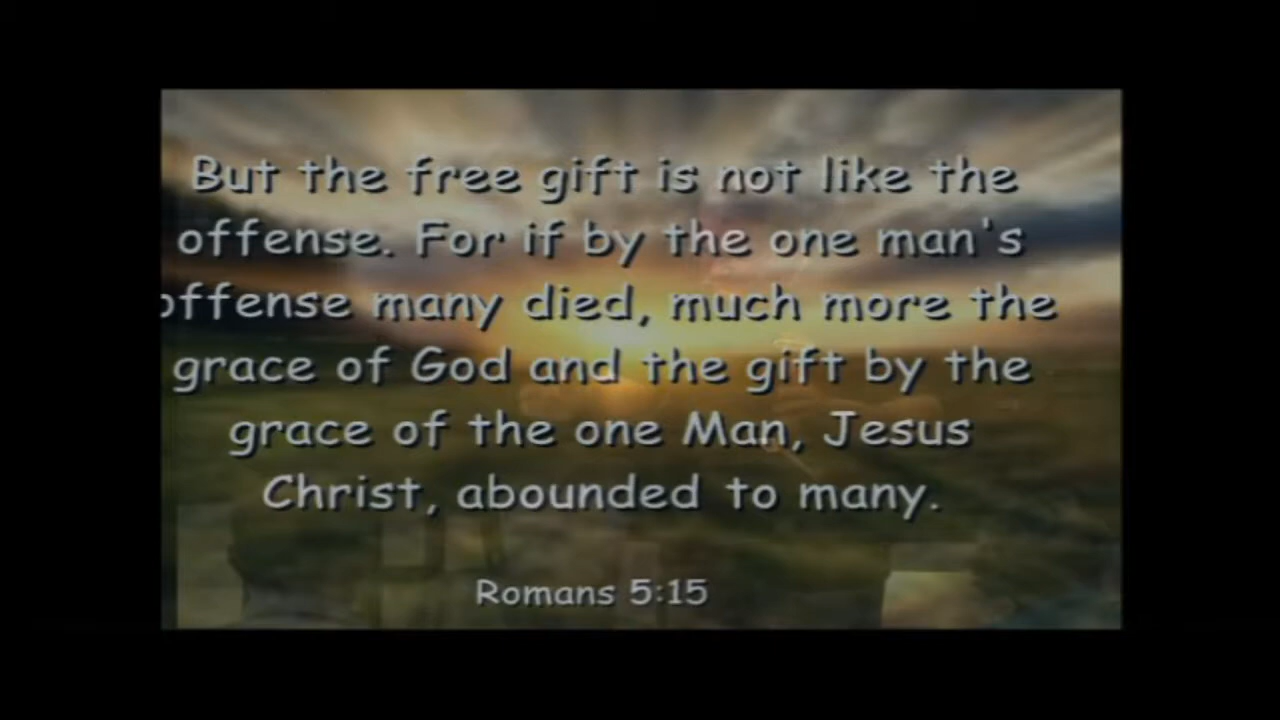 But the free gift is not like the
offense. For if by the one man's
offense many died, much more the
grace of God and the gift by the
grace of the one Man, Jesus
Christ, abounded to many.
Romans 5:15